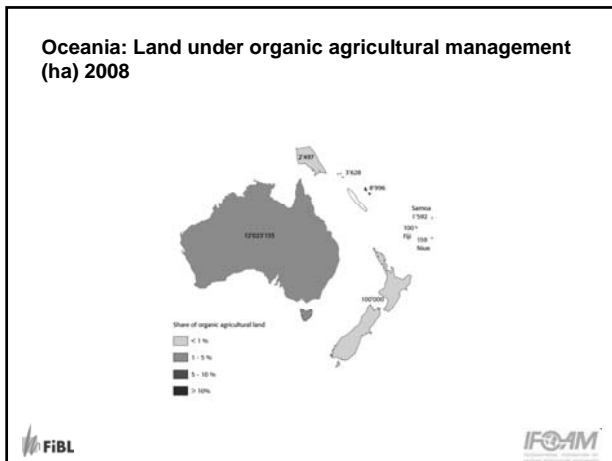 Oceania: Land under organic agricultural management
(ha) 2008
2'497
3'628
8'996
Samoa
1'592
100
Fiji
159
Niue
12'023'135
100'000
Share of organic agricultural land
< 1 %
1 - 5 %
5 - 10 %
> 10%
FiBL
IFOAM